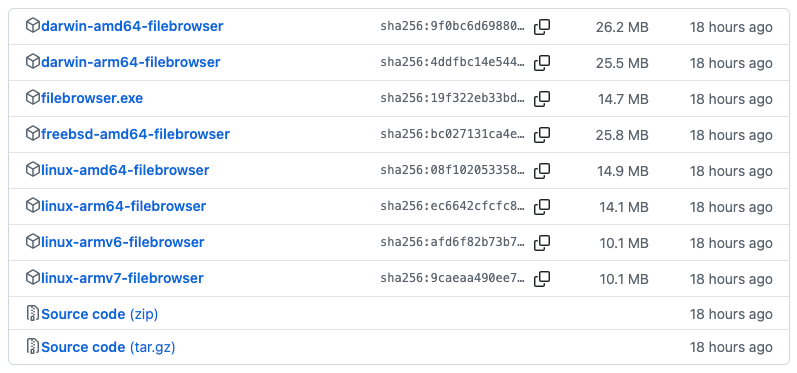 darwin-amd64-filebrowser sha256:9f0bc6d69880… 26.2 MB 18 hours ago
darwin-arm64-filebrowser sha256:4ddfbc14e544… 25.5 MB 18 hours ago
filebrowser.exe sha256:19f322eb33bd… 14.7 MB 18 hours ago
freebsd-amd64-filebrowser sha256:bc027131ca4e… 25.8 MB 18 hours ago
linux-amd64-filebrowser sha256:08f102053358… 14.9 MB 18 hours ago
linux-arm64-filebrowser sha256:ec6642cfcfc8… 14.1 MB 18 hours ago
linux-armv6-filebrowser sha256:afd6f82b73b7… 10.1 MB 18 hours ago
linux-armv7-filebrowser sha256:9caeaa490ee7… 10.1 MB 18 hours ago
Source code (zip) 18 hours ago
Source code (tar.gz) 18 hours ago